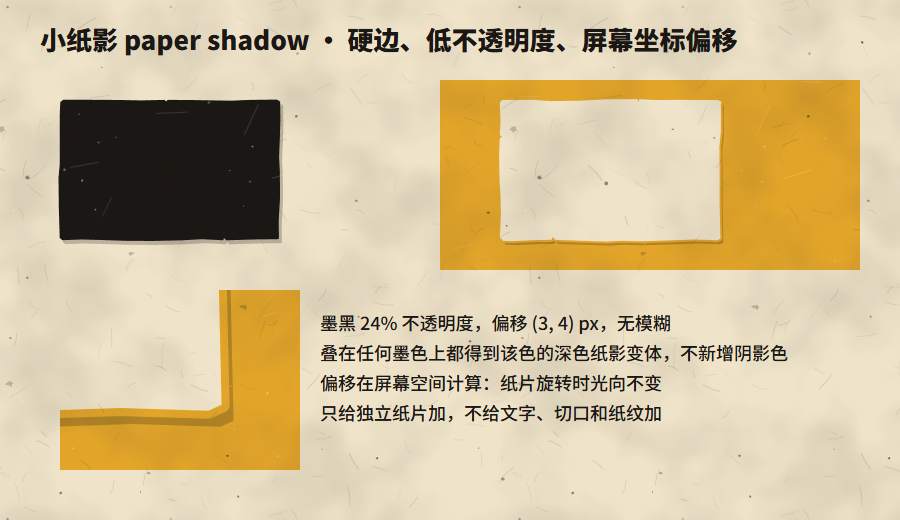 小纸影 paper shadow · 硬边、低不透明度、屏幕坐标偏移
墨黑 24% 不透明度，偏移 (3, 4) px，无模糊
叠在任何墨色上都得到该色的深色纸影变体，不新增阴影色
偏移在屏幕空间计算：纸片旋转时光向不变
只给独立纸片加，不给文字、切口和纸纹加